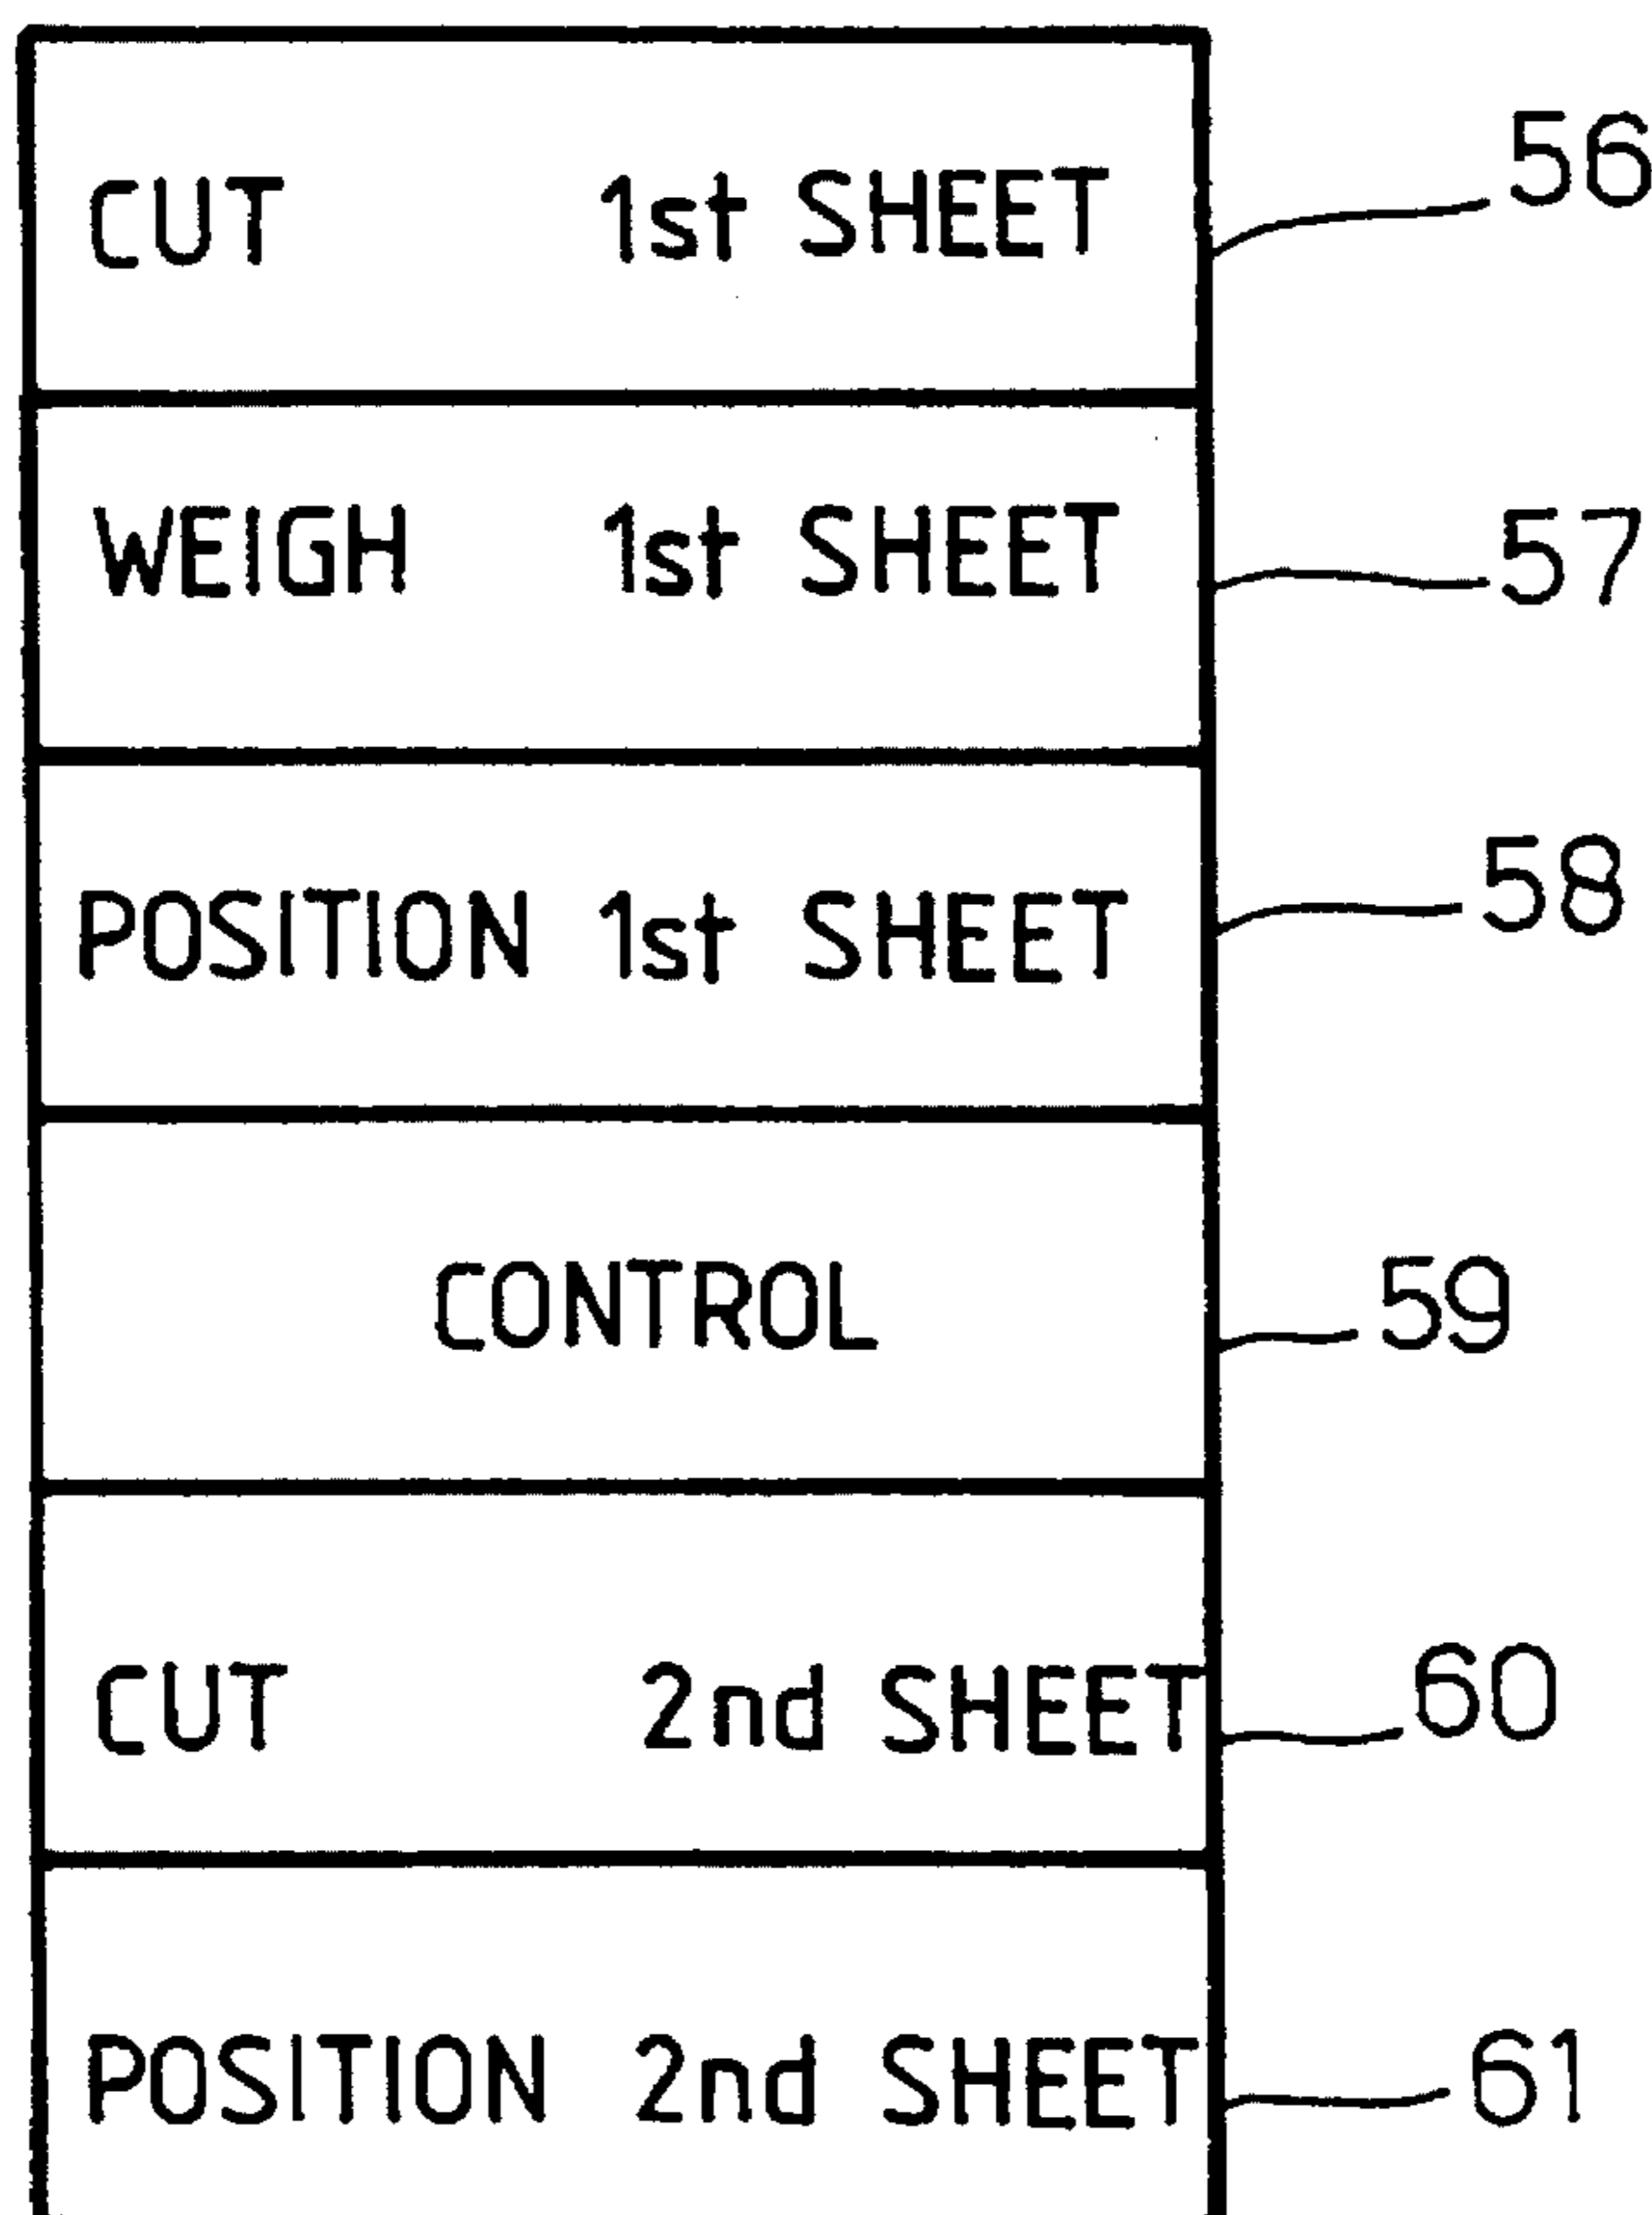 CUT 1st SHEET 56
WEIGH 1st SHEET 57
POSITION 1st SHEET 58
CONTROL 59
CUT 2nd SHEET 60
POSITION 2nd SHEET 61